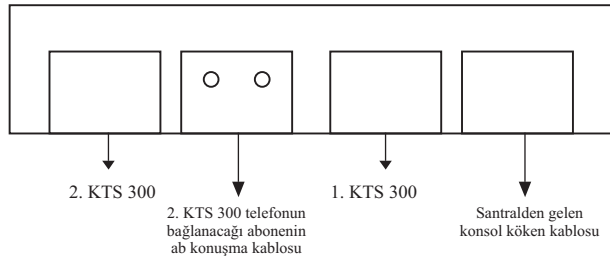 2. KTS 300
2. KTS 300 telefonun
bağlanacağı abonenin
ab konuşma kablosu
1. KTS 300
Santralden gelen
konsol köken kablosu